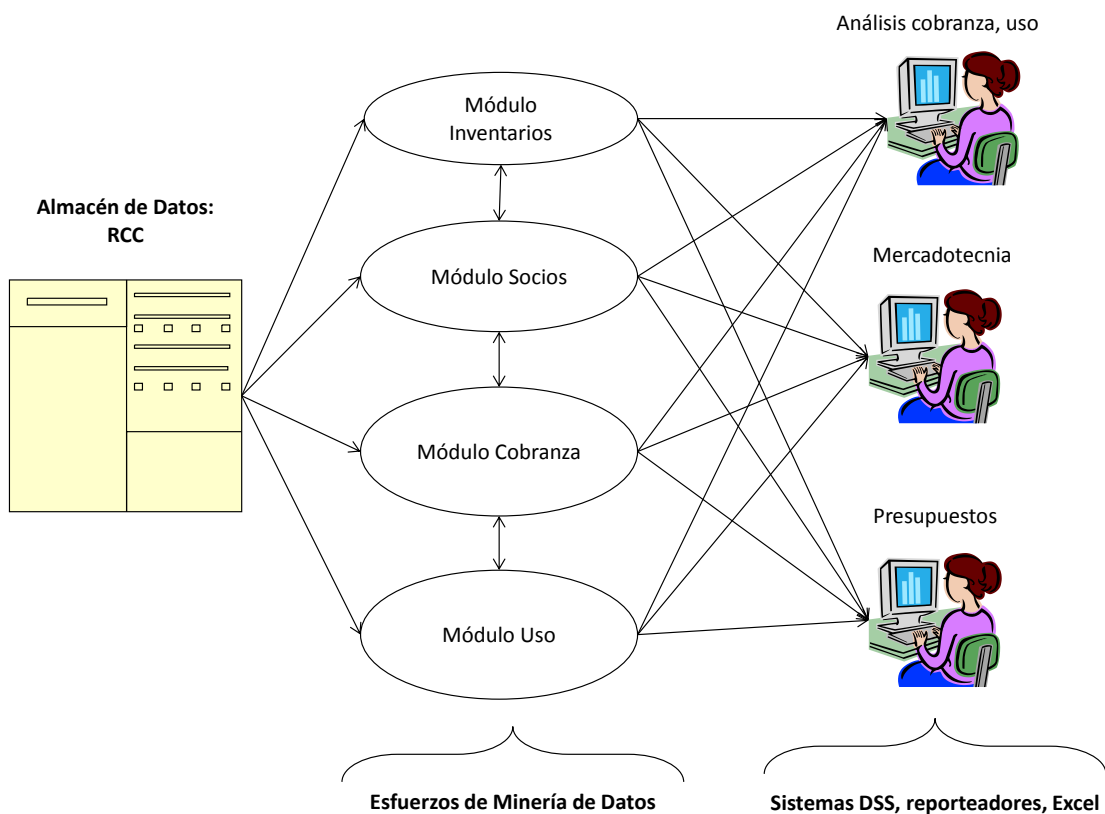 Análisis cobranza, uso
Módulo
Inventarios
Almacén de Datos:
RCC
Módulo Socios
Mercadotecnia
Módulo Cobranza
Presupuestos
Módulo Uso
Esfuerzos de Minería de Datos
Sistemas DSS, reporteadores, Excel